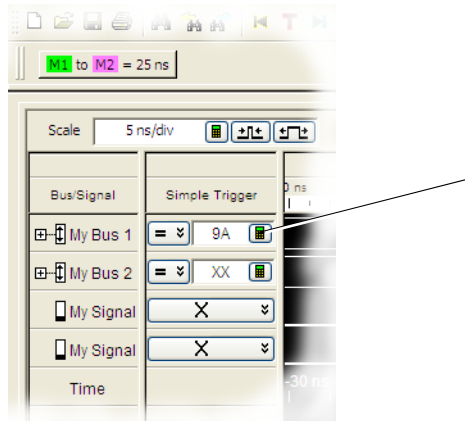 T
M1 to M2 = 25 ns
Scale 5 ns/div
Bus/Signal Simple Trigger 0 ns
My Bus 1 = 9A
My Bus 2 = XX
My Signal X
My Signal X
Time -30 ns